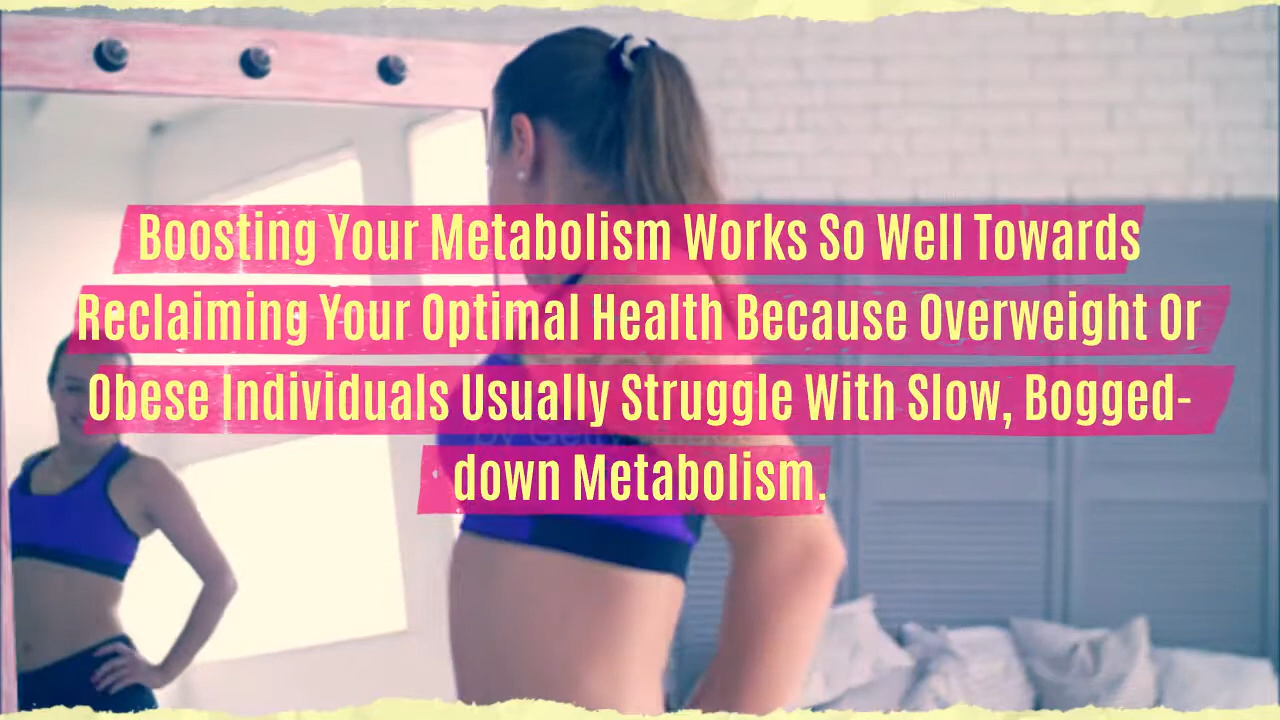 Boosting Your Metabolism Works So Well Towards
Reclaiming Your Optimal Health Because Overweight Or
Obese Individuals Usually Struggle With Slow, Bogged-
down Metabolism.